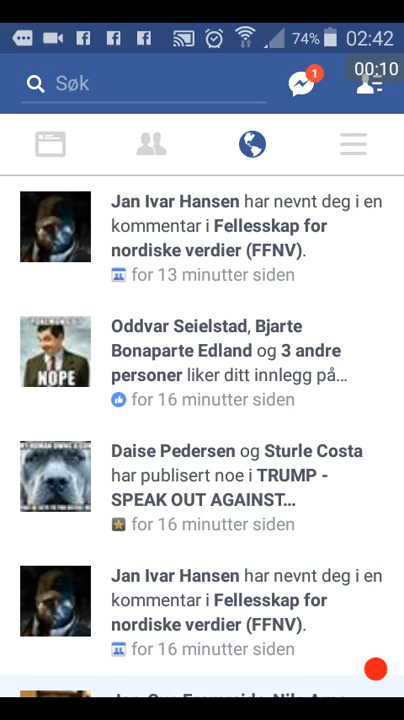 74% 02:42
Søk
1
00:10
Jan Ivar Hansen har nevnt deg i en
kommentar i Fellesskap for
nordiske verdier (FFNV).
for 13 minutter siden
Oddvar Seielstad, Bjarte
Bonaparte Edland og 3 andre
personer liker ditt innlegg på...
for 16 minutter siden
NOPE
Daise Pedersen og Sturle Costa
har publisert noe i TRUMP -
SPEAK OUT AGAINST...
for 16 minutter siden
Jan Ivar Hansen har nevnt deg i en
kommentar i Fellesskap for
nordiske verdier (FFNV).
for 16 minutter siden